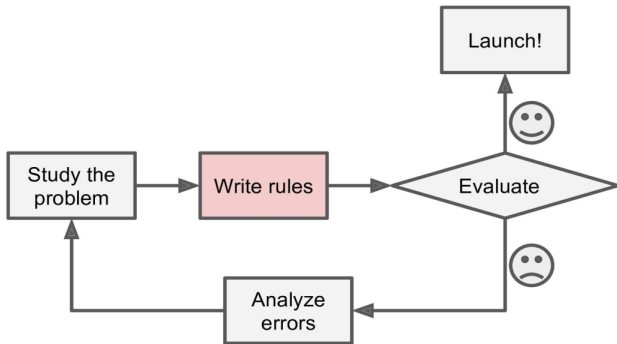 Launch!
Study the
problem
Write rules
Evaluate
Analyze
errors